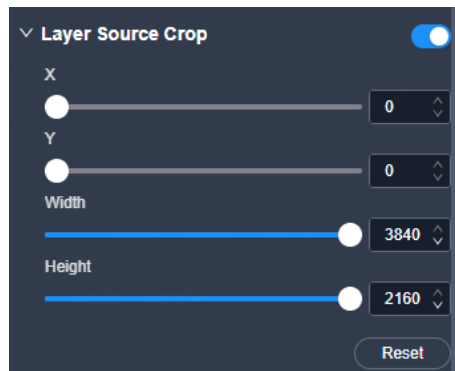 Layer Source Crop
X
0
Y
0
Width
3840
Height
2160
Reset